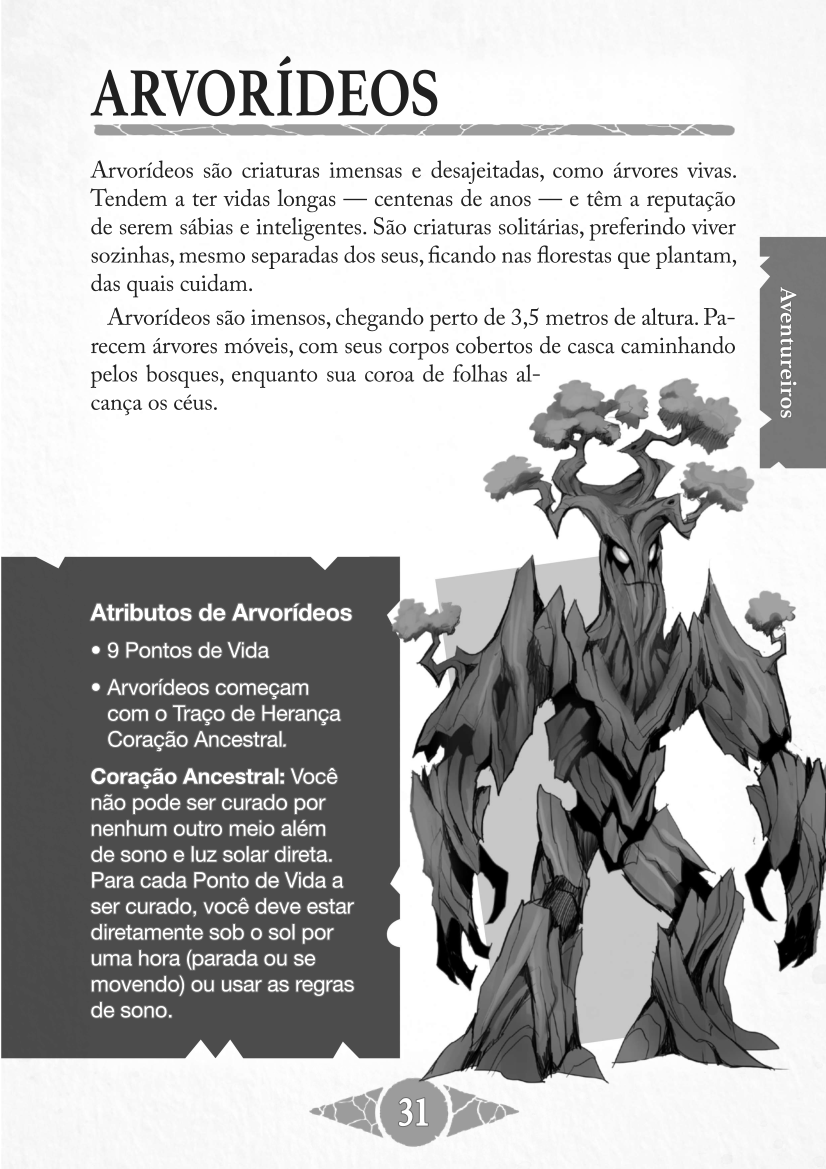 ARVORÍDEOS
Arvorídeos são criaturas imensas e desajeitadas, como árvores vivas.
Tendem a ter vidas longas — centenas de anos — e têm a reputação
de serem sábias e inteligentes. São criaturas solitárias, preferindo viver
sozinhas, mesmo separadas dos seus, ficando nas florestas que plantam,
das quais cuidam.
Arvorídeos são imensos, chegando perto de 3,5 metros de altura. Pa-
recem árvores móveis, com seus corpos cobertos de casca caminhando
pelos bosques, enquanto sua coroa de folhas al-
cança os céus.
Aventureiros
Atributos de Arvorídeos
• 9 Pontos de Vida
• Arvorídeos começam
com o Traço de Herança
Coração Ancestral.
Coração Ancestral: Você
não pode ser curado por
nenhum outro meio além
de sono e luz solar direta.
Para cada Ponto de Vida a
ser curado, você deve estar
diretamente sob o sol por
uma hora (parada ou se
movendo) ou usar as regras
de sono.
31